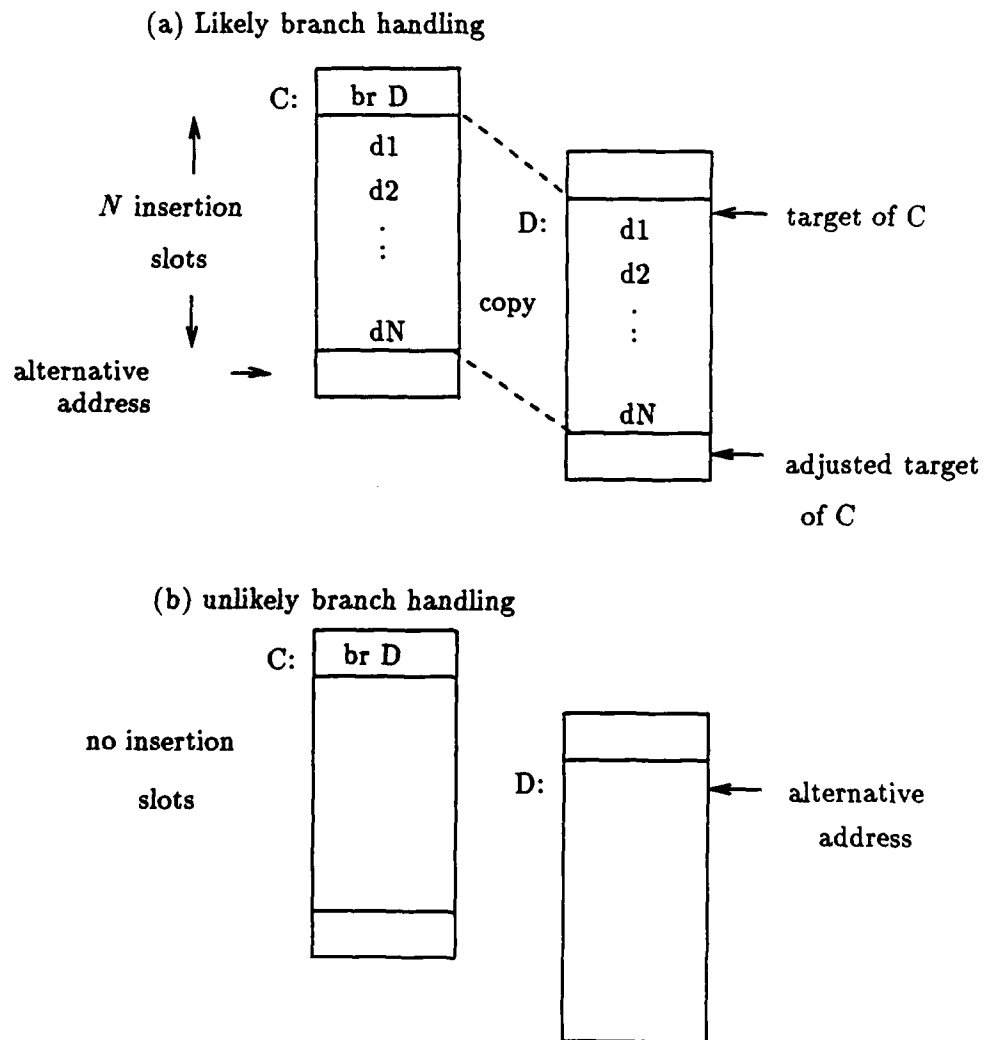 (a) Likely branch handling
C: br D
d1
d2
.
:
dN
N insertion
slots
alternative
address
copy
D: d1
d2
.
:
dN
target of C
adjusted target
of C
(b) unlikely branch handling
C: br D
no insertion
slots
D:
alternative
address